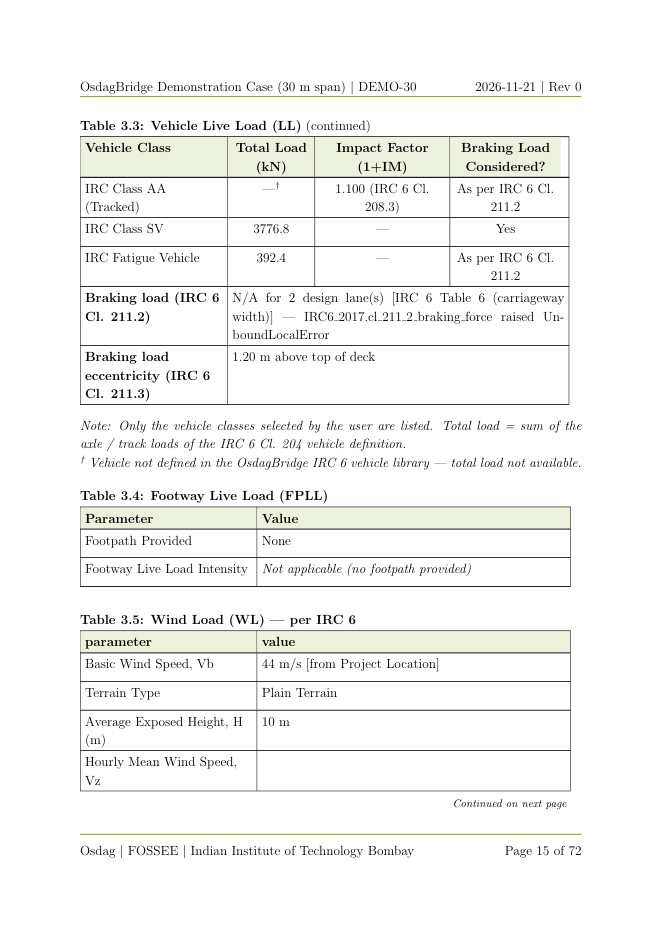 OsdagBridge Demonstration Case (30 m span) | DEMO-30 2026-11-21 | Rev 0
Table 3.3: Vehicle Live Load (LL) (continued)
Vehicle Class Total Load (kN) Impact Factor (1+IM) Braking Load Considered?
IRC Class AA (Tracked) —† 1.100 (IRC 6 Cl. 208.3) As per IRC 6 Cl. 211.2
IRC Class SV 3776.8 — Yes
IRC Fatigue Vehicle 392.4 — As per IRC 6 Cl. 211.2
Braking load (IRC 6 Cl. 211.2) N/A for 2 design lane(s) [IRC 6 Table 6 (carriageway
width)] — IRC6_2017.cl_211_2_braking_force raised Un-
boundLocalError
Braking load eccentricity (IRC 6 Cl. 211.3) 1.20 m above top of deck
Note: Only the vehicle classes selected by the user are listed. Total load = sum of the
axle / track loads of the IRC 6 Cl. 204 vehicle definition.
† Vehicle not defined in the OsdagBridge IRC 6 vehicle library — total load not available.
Table 3.4: Footway Live Load (FPLL)
Parameter Value
Footpath Provided None
Footway Live Load Intensity Not applicable (no footpath provided)
Table 3.5: Wind Load (WL) — per IRC 6
parameter value
Basic Wind Speed, Vb 44 m/s [from Project Location]
Terrain Type Plain Terrain
Average Exposed Height, H (m) 10 m
Hourly Mean Wind Speed, Vz
Continued on next page
Osdag | FOSSEE | Indian Institute of Technology Bombay Page 15 of 72